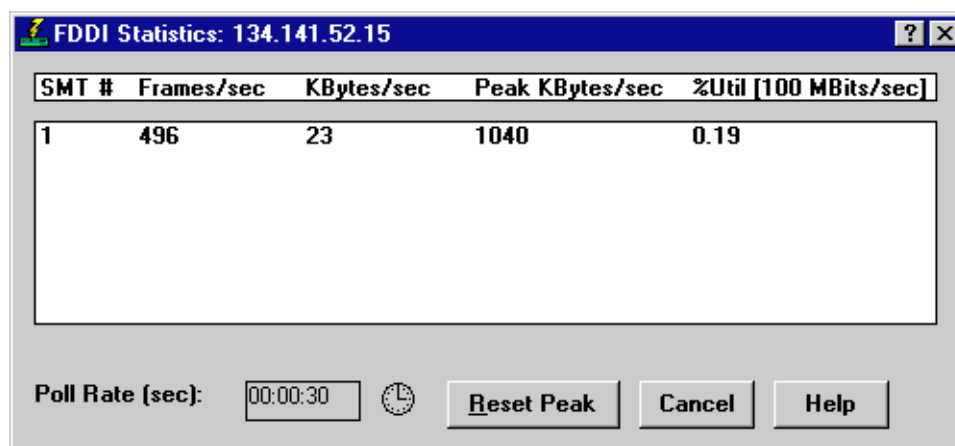 FDDI Statistics: 134.141.52.15
SMT # Frames/sec KBytes/sec Peak KBytes/sec %Util [100 MBits/sec]
1 496 23 1040 0.19
Poll Rate (sec): 00:00:30 Reset Peak Cancel Help